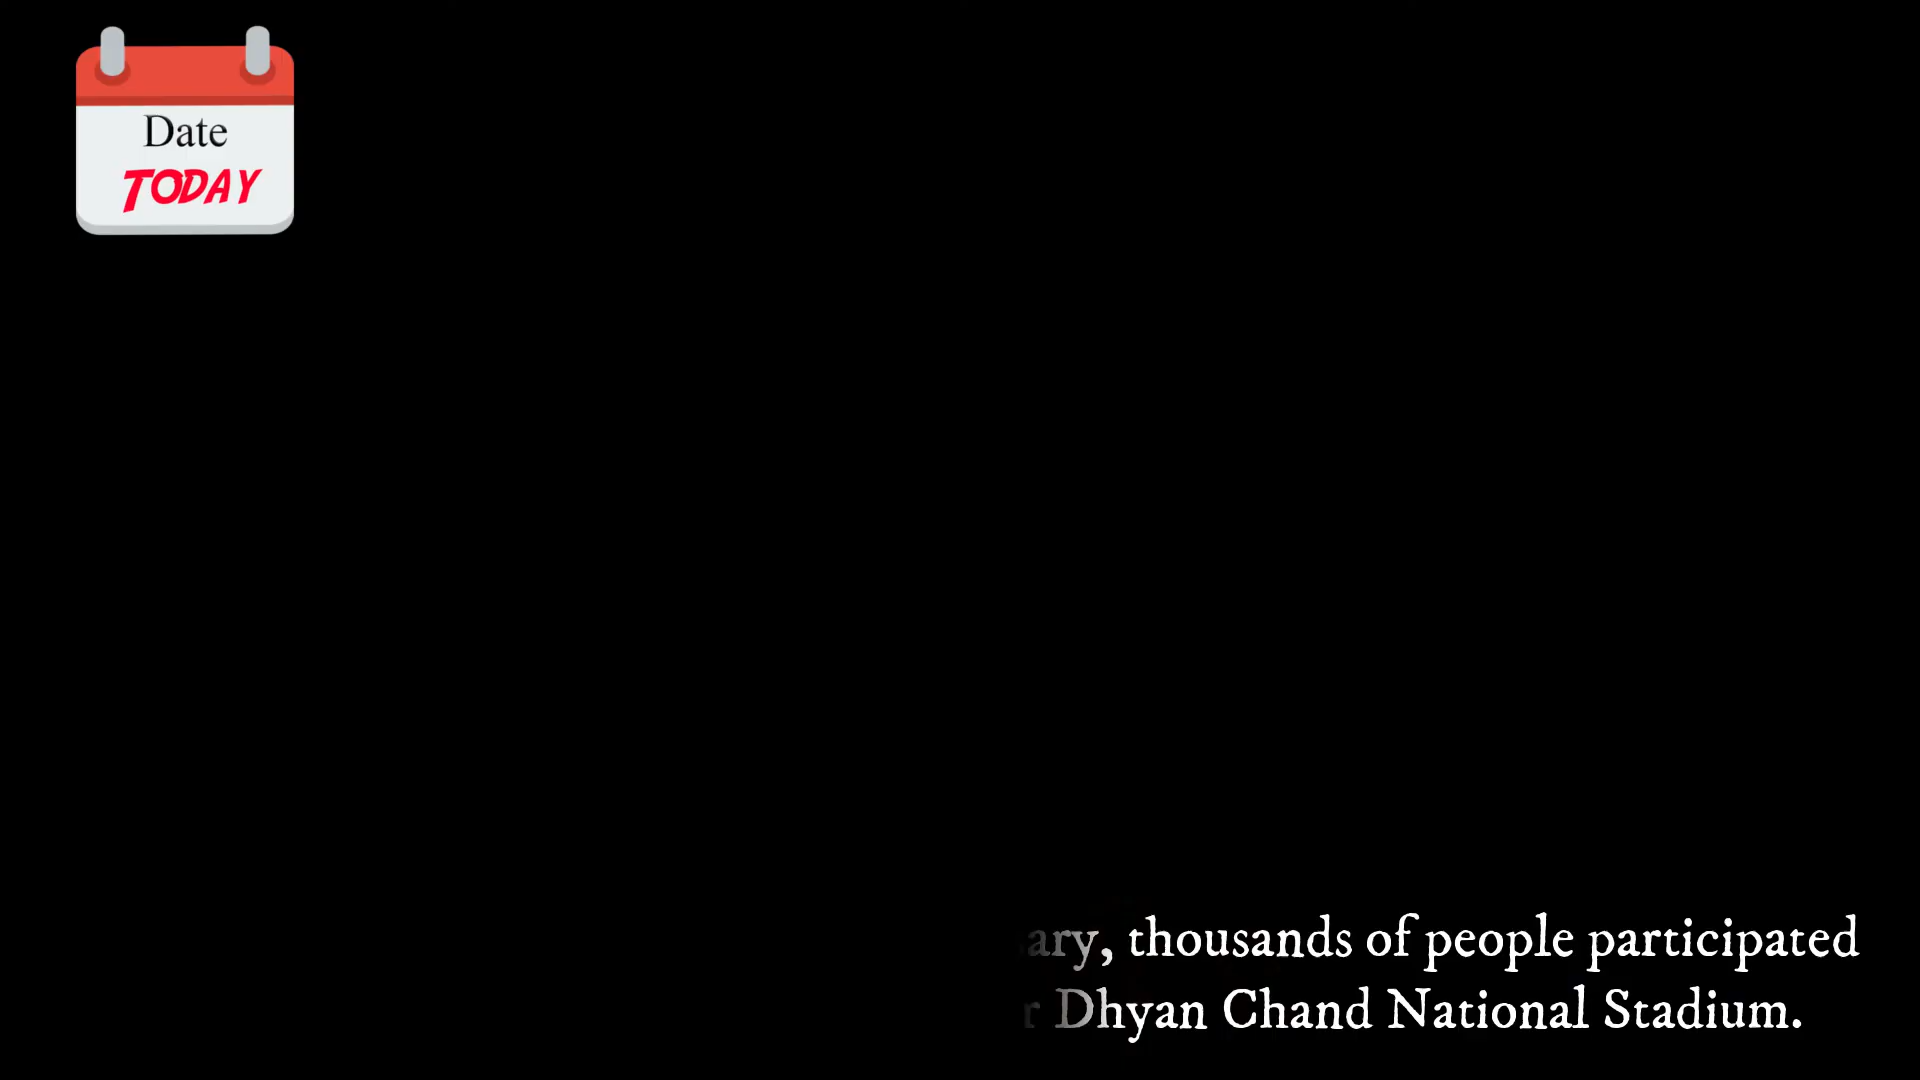 Date
TODAY
ary, thousands of people participated
r Dhyan Chand National Stadium.